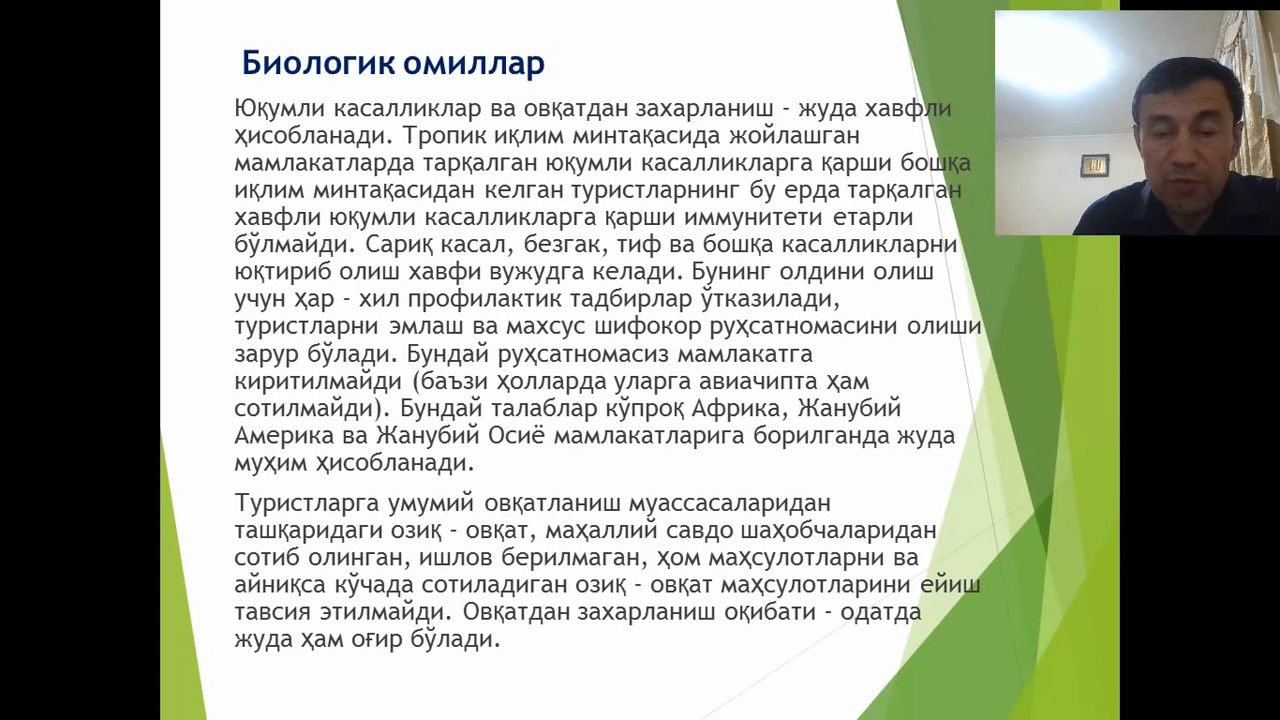 Биологик омиллар
Юқумли касалликлар ва овқатдан захарланиш - жуда хавфли
ҳисобланади. Тропик иқлим минтақасида жойлашган
мамлакатларда тарқалган юқумли касалликларга қарши бошқа
иқлим минтақасидан келган туристларнинг бу ерда тарқалган
хавфли юқумли касалликларга қарши иммунитети етарли
бўлмайди. Сариқ касал, безгак, тиф ва бошқа касалликларни
юқтириб олиш хавфи вужудга келади. Бунинг олдини олиш
учун ҳар - хил профилактик тадбирлар ўтказилади,
туристларни эмлаш ва махсус шифокор руҳсатномасини олиши
зарур бўлади. Бундай руҳсатномасиз мамлакатга
киритилмайди (баъзи ҳолларда уларга авиачипта ҳам
сотилмайди). Бундай талаблар кўпроқ Африка, Жанубий
Америка ва Жанубий Осиё мамлакатларига борилганда жуда
муҳим ҳисобланади.
Туристларга умумий овқатланиш муассасаларидан
ташқаридаги озиқ - овқат, маҳаллий савдо шаҳобчаларидан
сотиб олинган, ишлов берилмаган, ҳом маҳсулотларни ва
айниқса кўчада сотиладиган озиқ - овқат маҳсулотларини ейиш
тавсия этилмайди. Овқатдан захарланиш оқибати - одатда
жуда ҳам оғир бўлади.